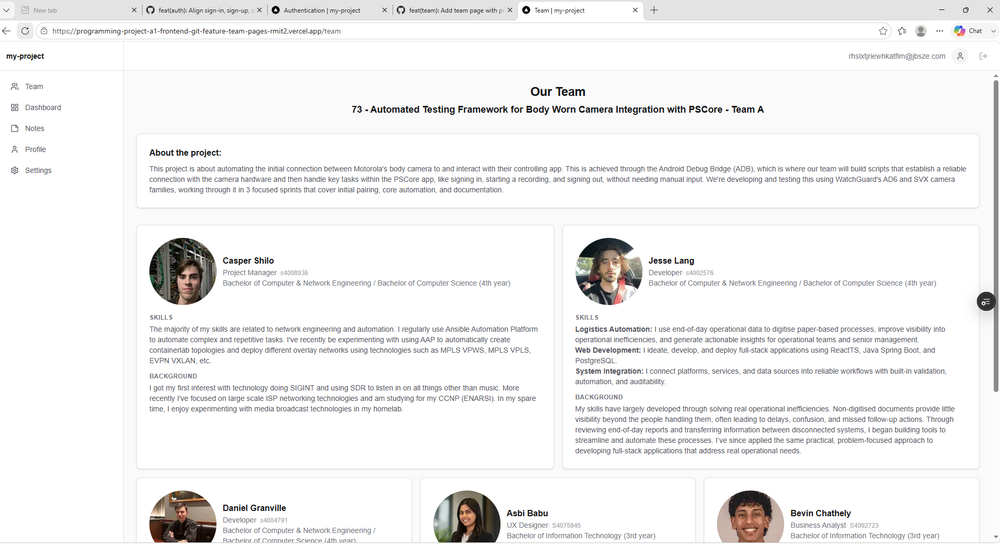 New tab
feat(auth): Align sign-in, sign-up, a
Authentication | my-project
feat(team): Add team page with pr
Team | my-project
https://programming-project-a1-frontend-git-feature-team-pages-rmit2.vercel.app/team
Chat
my-project
rhslxtjriewhkatfim@jbsze.com
Team
Dashboard
Notes
Profile
Settings
Our Team
73 - Automated Testing Framework for Body Worn Camera Integration with PSCore - Team A
About the project:
This project is about automating the initial connection between Motorola's body camera to and interact with their controlling app. This is achieved through the Android Debug Bridge (ADB), which is where our team will build scripts that establish a reliable
connection with the camera hardware and then handle key tasks within the PSCore app, like signing in, starting a recording, and signing out, without needing manual input. We're developing and testing this using WatchGuard's AD6 and SVX camera
families, working through it in 3 focused sprints that cover initial pairing, core automation, and documentation.
Casper Shilo
Project Manager· s4008936
Bachelor of Computer & Network Engineering / Bachelor of Computer Science (4th year)
SKILLS
The majority of my skills are related to network engineering and automation. I regularly use Ansible Automation Platform
to automate complex and repetitive tasks. I've recently be experimenting with using AAP to automatically create
containerlab topologies and deploy different overlay networks using technologies such as MPLS VPWS, MPLS VPLS,
EVPN VXLAN, etc.
BACKGROUND
I got my first interest with technology doing SIGINT and using SDR to listen in on all things other than music. More
recently I've focused on large scale ISP networking technologies and am studying for my CCNP (ENARSI). In my spare
time, I enjoy experimenting with media broadcast technologies in my homelab.
Jesse Lang
Developer· s4002576
Bachelor of Computer & Network Engineering / Bachelor of Computer Science (4th year)
SKILLS
Logistics Automation: I use end-of-day operational data to digitise paper-based processes, improve visibility into
operational inefficiencies, and generate actionable insights for operational teams and senior management.
Web Development: I ideate, develop, and deploy full-stack applications using ReactTS, Java Spring Boot, and
PostgreSQL.
System Integration: I connect platforms, services, and data sources into reliable workflows with built-in validation,
automation, and auditability.
BACKGROUND
My skills have largely developed through solving real operational inefficiencies. Non-digitised documents provide little
visibility beyond the people handling them, often leading to delays, confusion, and missed follow-up actions. Through
reviewing end-of-day reports and transferring information between disconnected systems, I began building tools to
streamline and automate these processes. I've since applied the same practical, problem-focused approach to
developing full-stack applications that address real operational needs.
Daniel Granville
Developer· s4004791
Bachelor of Computer & Network Engineering /
Bachelor of Computer Science (4th year)
Asbi Babu
UX Designer· S4075945
Bachelor of Information Technology (3rd year)
Bevin Chathely
Business Analyst· S4092723
Bachelor of Information Technology (3rd year)